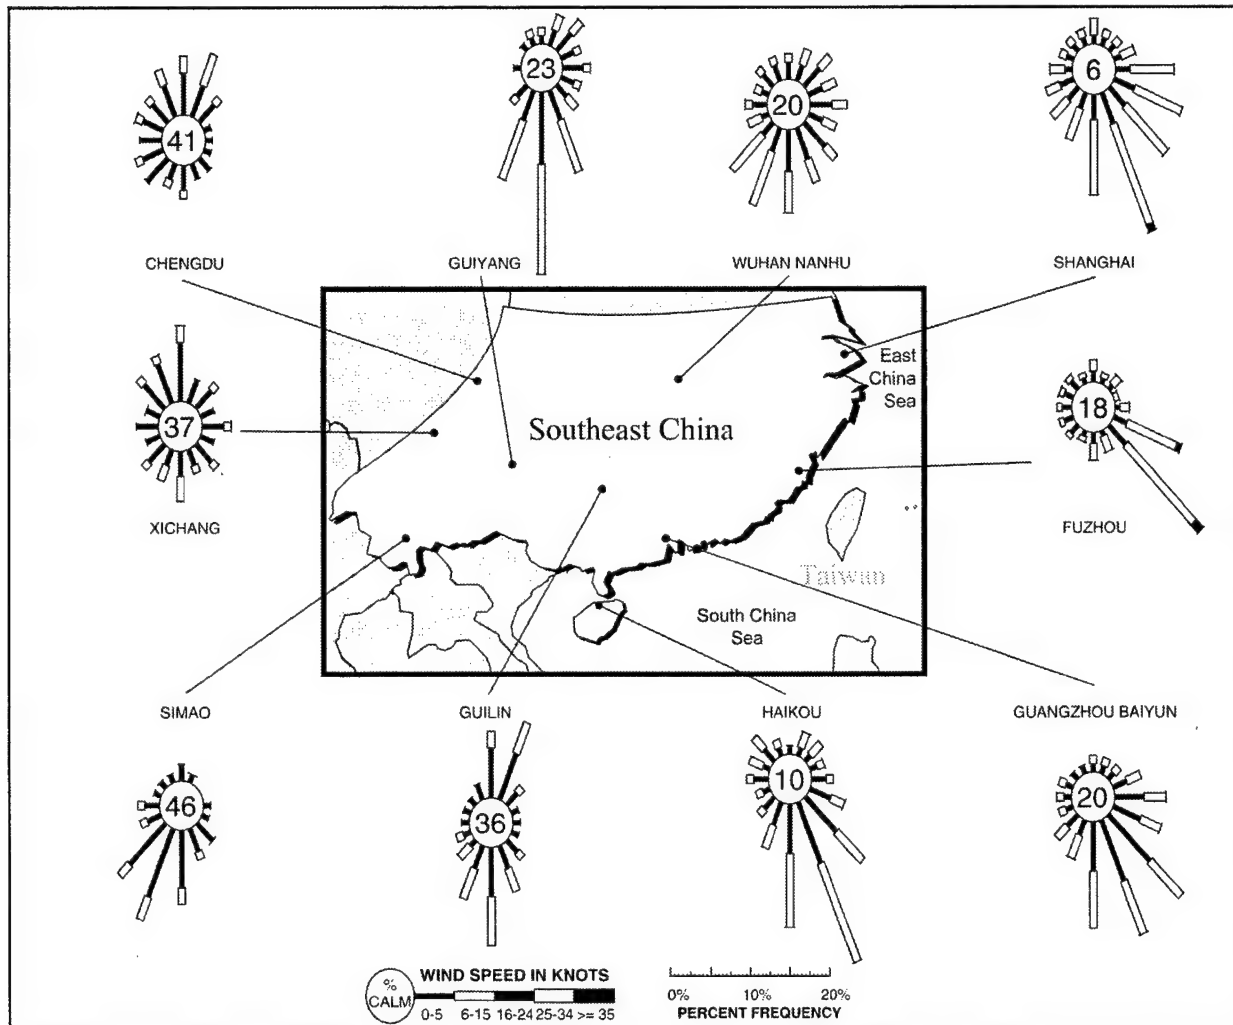 23
20
6
41
CHENGDU
GUIYANG
WUHAN NANHU
SHANGHAI
East
China
Sea
37
Southeast China
18
XICHANG
FUZHOU
Taiwan
South China
Sea
SIMAO
GUILIN
HAIKOU
GUANGZHOU BAIYUN
46
36
10
20
% CALM
WIND SPEED IN KNOTS
0-5 6-15 16-24 25-34 >= 35
0% 10% 20%
PERCENT FREQUENCY